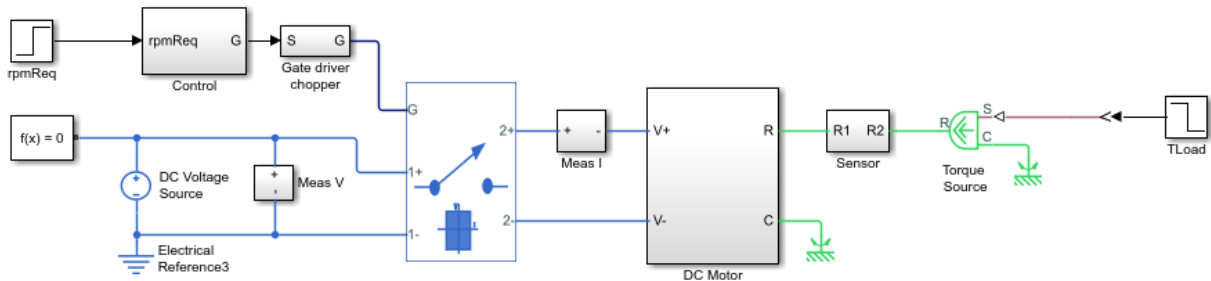 rpmReq
rpmReq
G
Control
S
G
Gate driver
chopper
f(x) = 0
DC Voltage
Source
+
-
Meas V
Electrical
Reference3
G
1+
1-
2+
2-
+
-
Meas I
V+
V-
R
C
DC Motor
R1
R2
Sensor
R
S
C
Torque
Source
TLoad